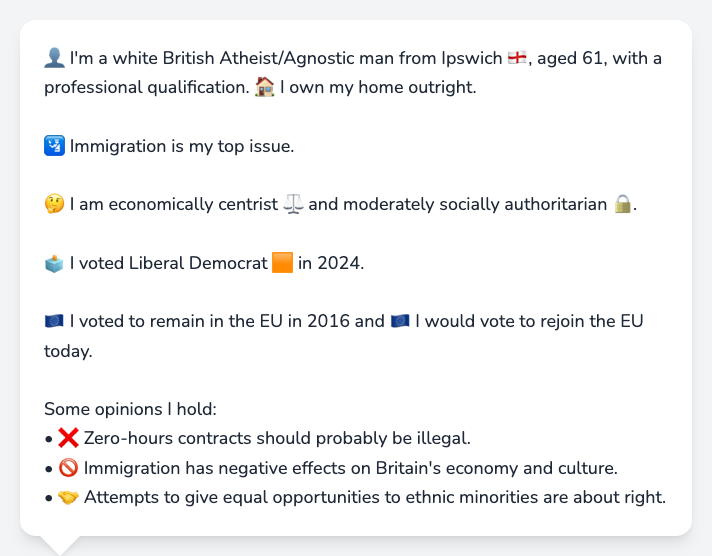 👤 I'm a white British Atheist/Agnostic man from Ipswich 🏴󠁧󠁢󠁥󠁮󠁧󠁿, aged 61, with a
professional qualification. 🏠 I own my home outright.
🛂 Immigration is my top issue.
🤔 I am economically centrist ⚖️ and moderately socially authoritarian 🔒.
🗳️ I voted Liberal Democrat 🟧 in 2024.
🇪🇺 I voted to remain in the EU in 2016 and 🇪🇺 I would vote to rejoin the EU
today.
Some opinions I hold:
• ❌ Zero-hours contracts should probably be illegal.
• 🚫 Immigration has negative effects on Britain's economy and culture.
• 🤝 Attempts to give equal opportunities to ethnic minorities are about right.